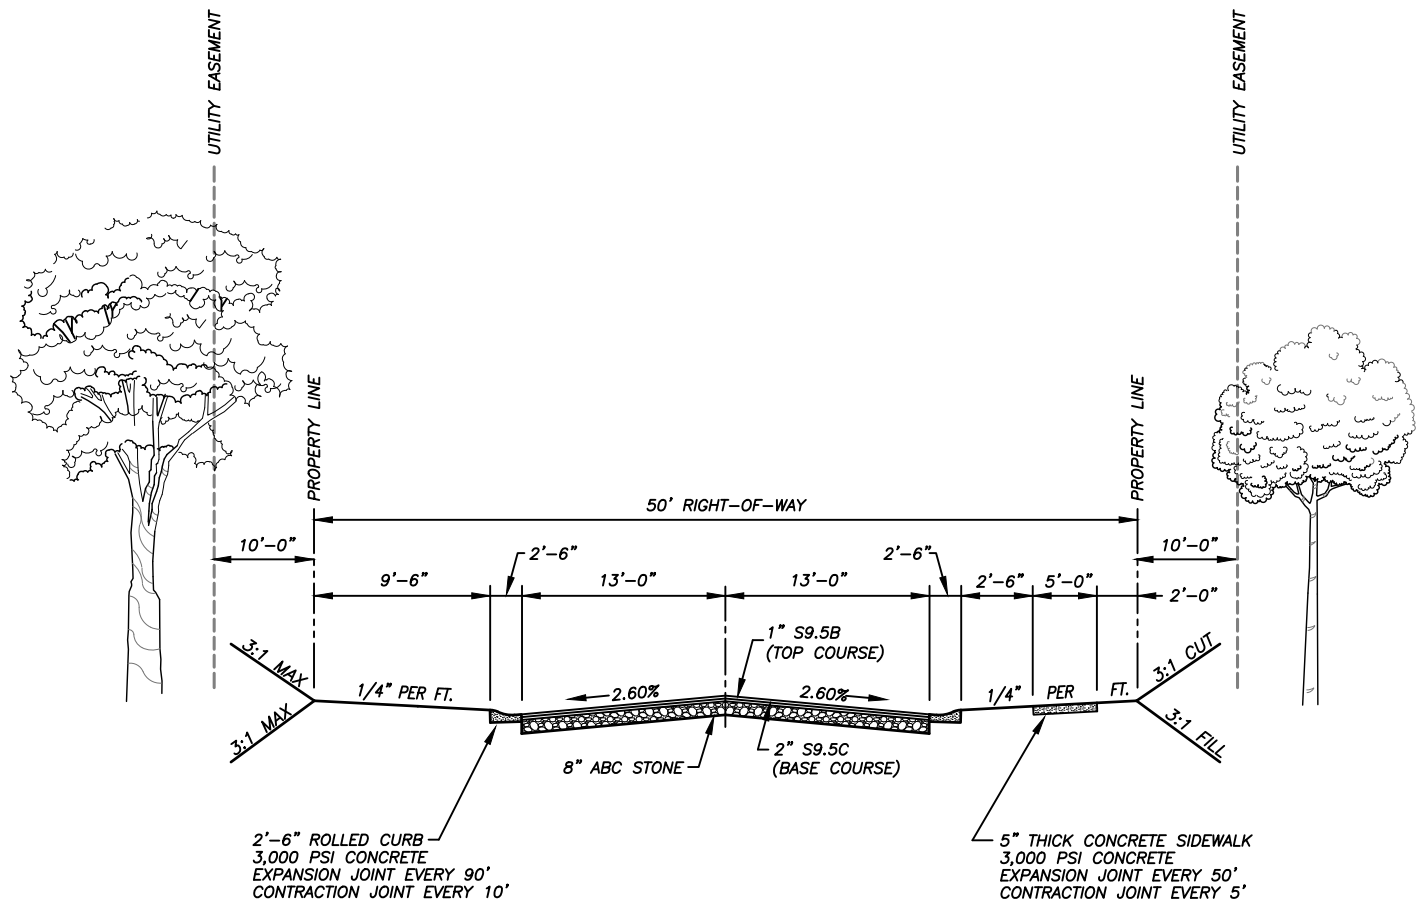 UTILITY EASEMENT
UTILITY EASEMENT
PROPERTY LINE
PROPERTY LINE
50' RIGHT-OF-WAY
10'-0"
2'-6"
2'-6"
10'-0"
9'-6"
13'-0"
13'-0"
2'-6"
5'-0"
2'-0"
1" S9.5B
(TOP COURSE)
3:1 MAX
3:1 CUT
1/4" PER FT.
2.60%
2.60%
1/4" PER FT.
3:1 MAX
3:1 FILL
8" ABC STONE
2" S9.5C
(BASE COURSE)
2'-6" ROLLED CURB
3,000 PSI CONCRETE
EXPANSION JOINT EVERY 90'
CONTRACTION JOINT EVERY 10'
5" THICK CONCRETE SIDEWALK
3,000 PSI CONCRETE
EXPANSION JOINT EVERY 50'
CONTRACTION JOINT EVERY 5'